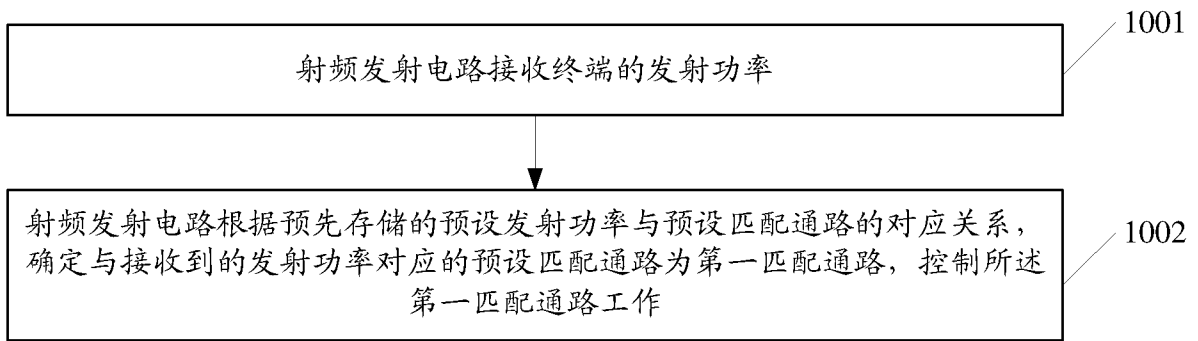 1001
射频发射电路接收终端的发射功率
射频发射电路根据预先存储的预设发射功率与预设匹配通路的对应关系，
1002
确定与接收到的发射功率对应的预设匹配通路为第一匹配通路，控制所述
第一匹配通路工作